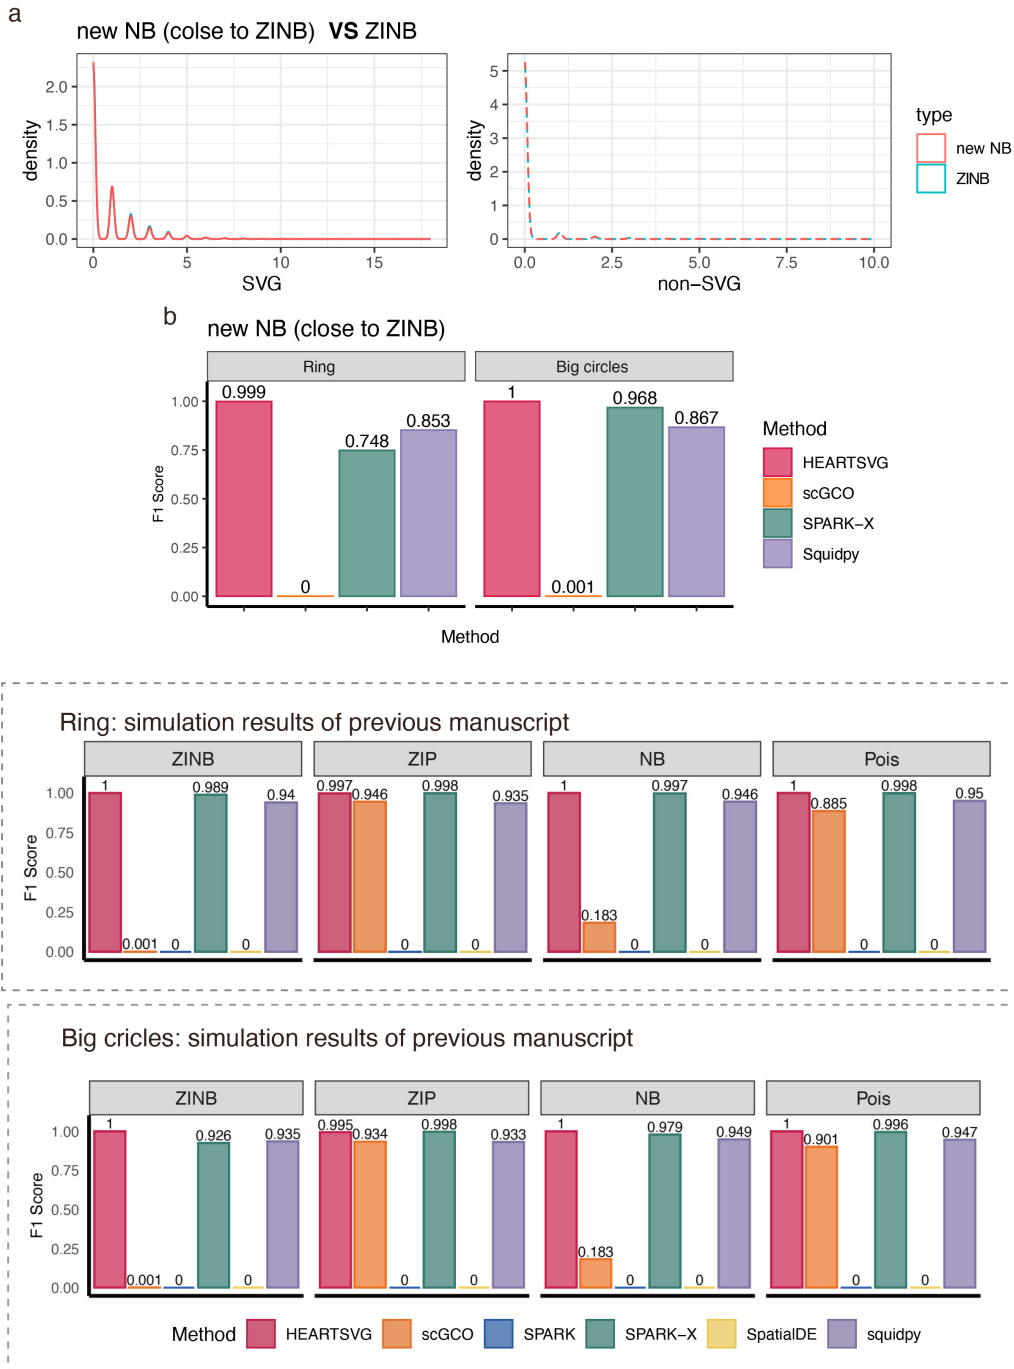 a
new NB (colse to ZINB) VS ZINB
density
2.0
1.5
1.0
0.5
0.0
0 5 10 15
SVG
density
5
4
3
2
1
0
0.0 2.5 5.0 7.5 10.0
non−SVG
type
new NB
ZINB
b
new NB (close to ZINB)
Ring Big circles
F1 Score
1.00
0.75
0.50
0.25
0.00
0.999 0 0.748 0.853
1 0.001 0.968 0.867
Method
Method
HEARTSVG
scGCO
SPARK−X
Squidpy
Ring: simulation results of previous manuscript
ZINB ZIP NB Pois
F1 Score
1.00
0.75
0.50
0.25
0.00
1 0.001 0 0.989 0 0.94
0.997 0.946 0 0.998 0 0.935
1 0.183 0 0.997 0 0.946
1 0.885 0 0.998 0 0.95
Big cricles: simulation results of previous manuscript
ZINB ZIP NB Pois
F1 Score
1.00
0.75
0.50
0.25
0.00
1 0.001 0 0.926 0 0.935
0.995 0.934 0 0.998 0 0.933
1 0.183 0 0.979 0 0.949
1 0.901 0 0.996 0 0.947
Method HEARTSVG scGCO SPARK SPARK−X SpatialDE squidpy